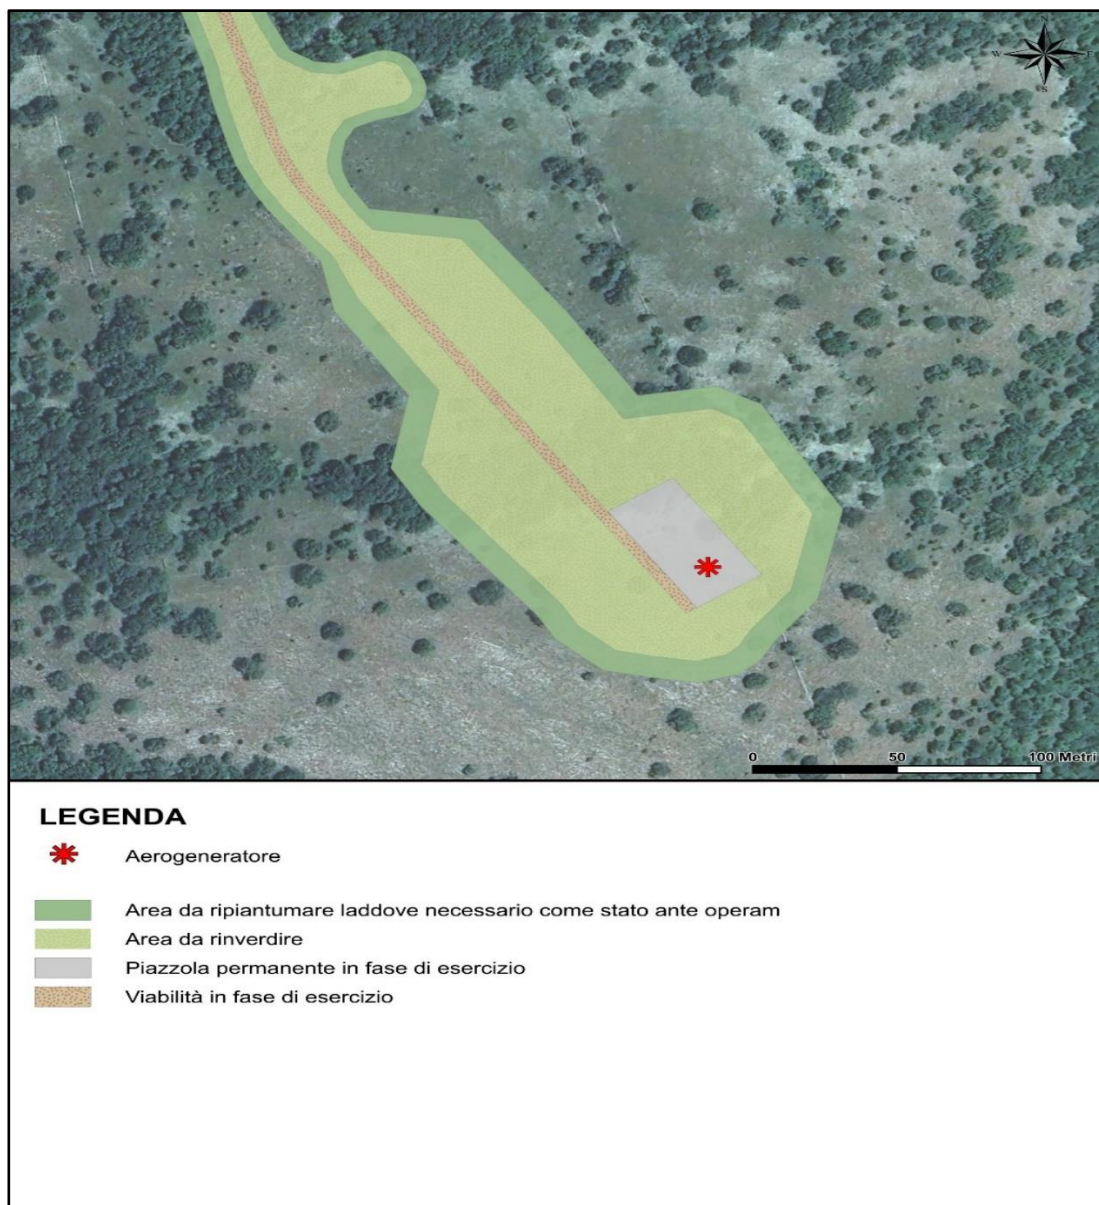 N
W E
S
0 50 100 Metri
LEGENDA
Aerogeneratore
Area da ripiantumare laddove necessario come stato ante operam
Area da rinverdire
Piazzola permanente in fase di esercizio
Viabilità in fase di esercizio